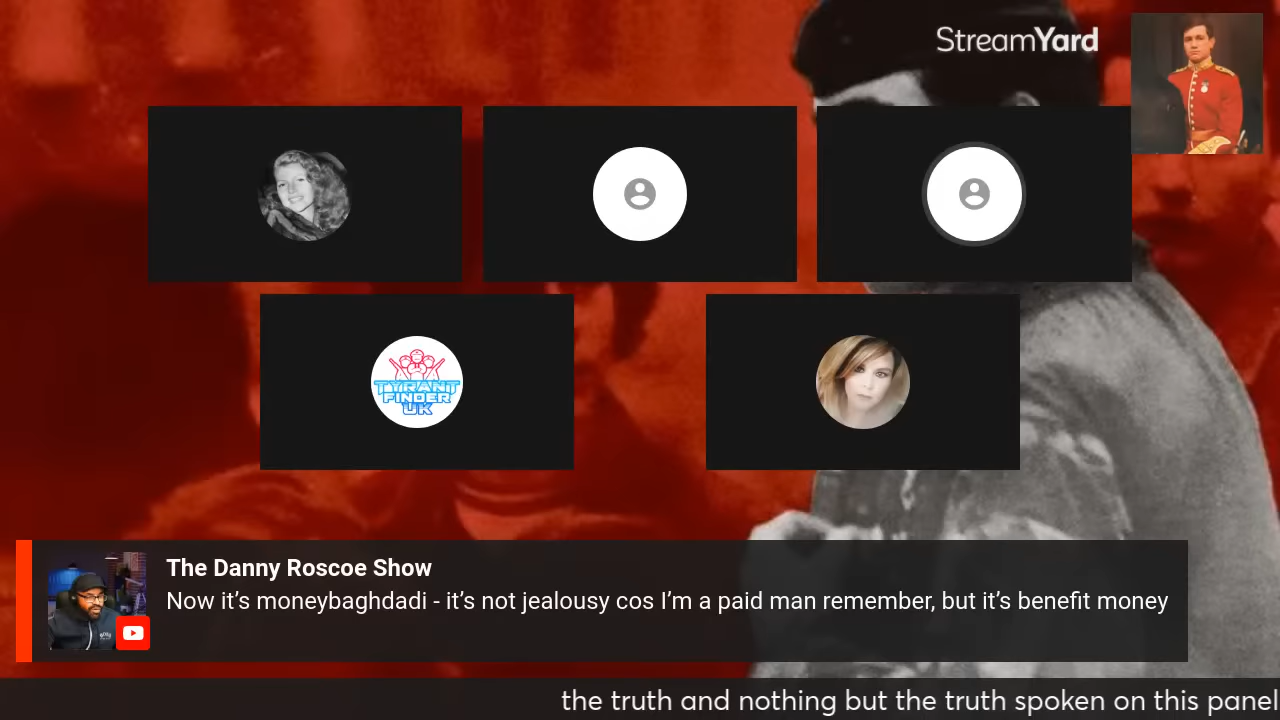 StreamYard
TYRANT
FINDER
UK
The Danny Roscoe Show
Now it’s moneybaghdadi - it’s not jealousy cos I’m a paid man remember, but it’s benefit money
the truth and nothing but the truth spoken on this panel